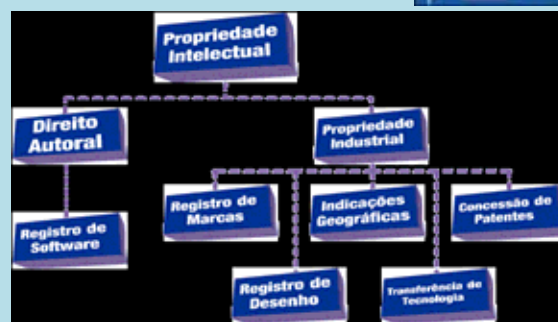 Propriedade
Intelectual
Direito
Autoral
Propriedade
Industrial
Registro de
Software
Registro de
Marcas
Indicações
Geográficas
Concessão de
Patentes
Registro de
Desenho
Transferência de
Tecnologia